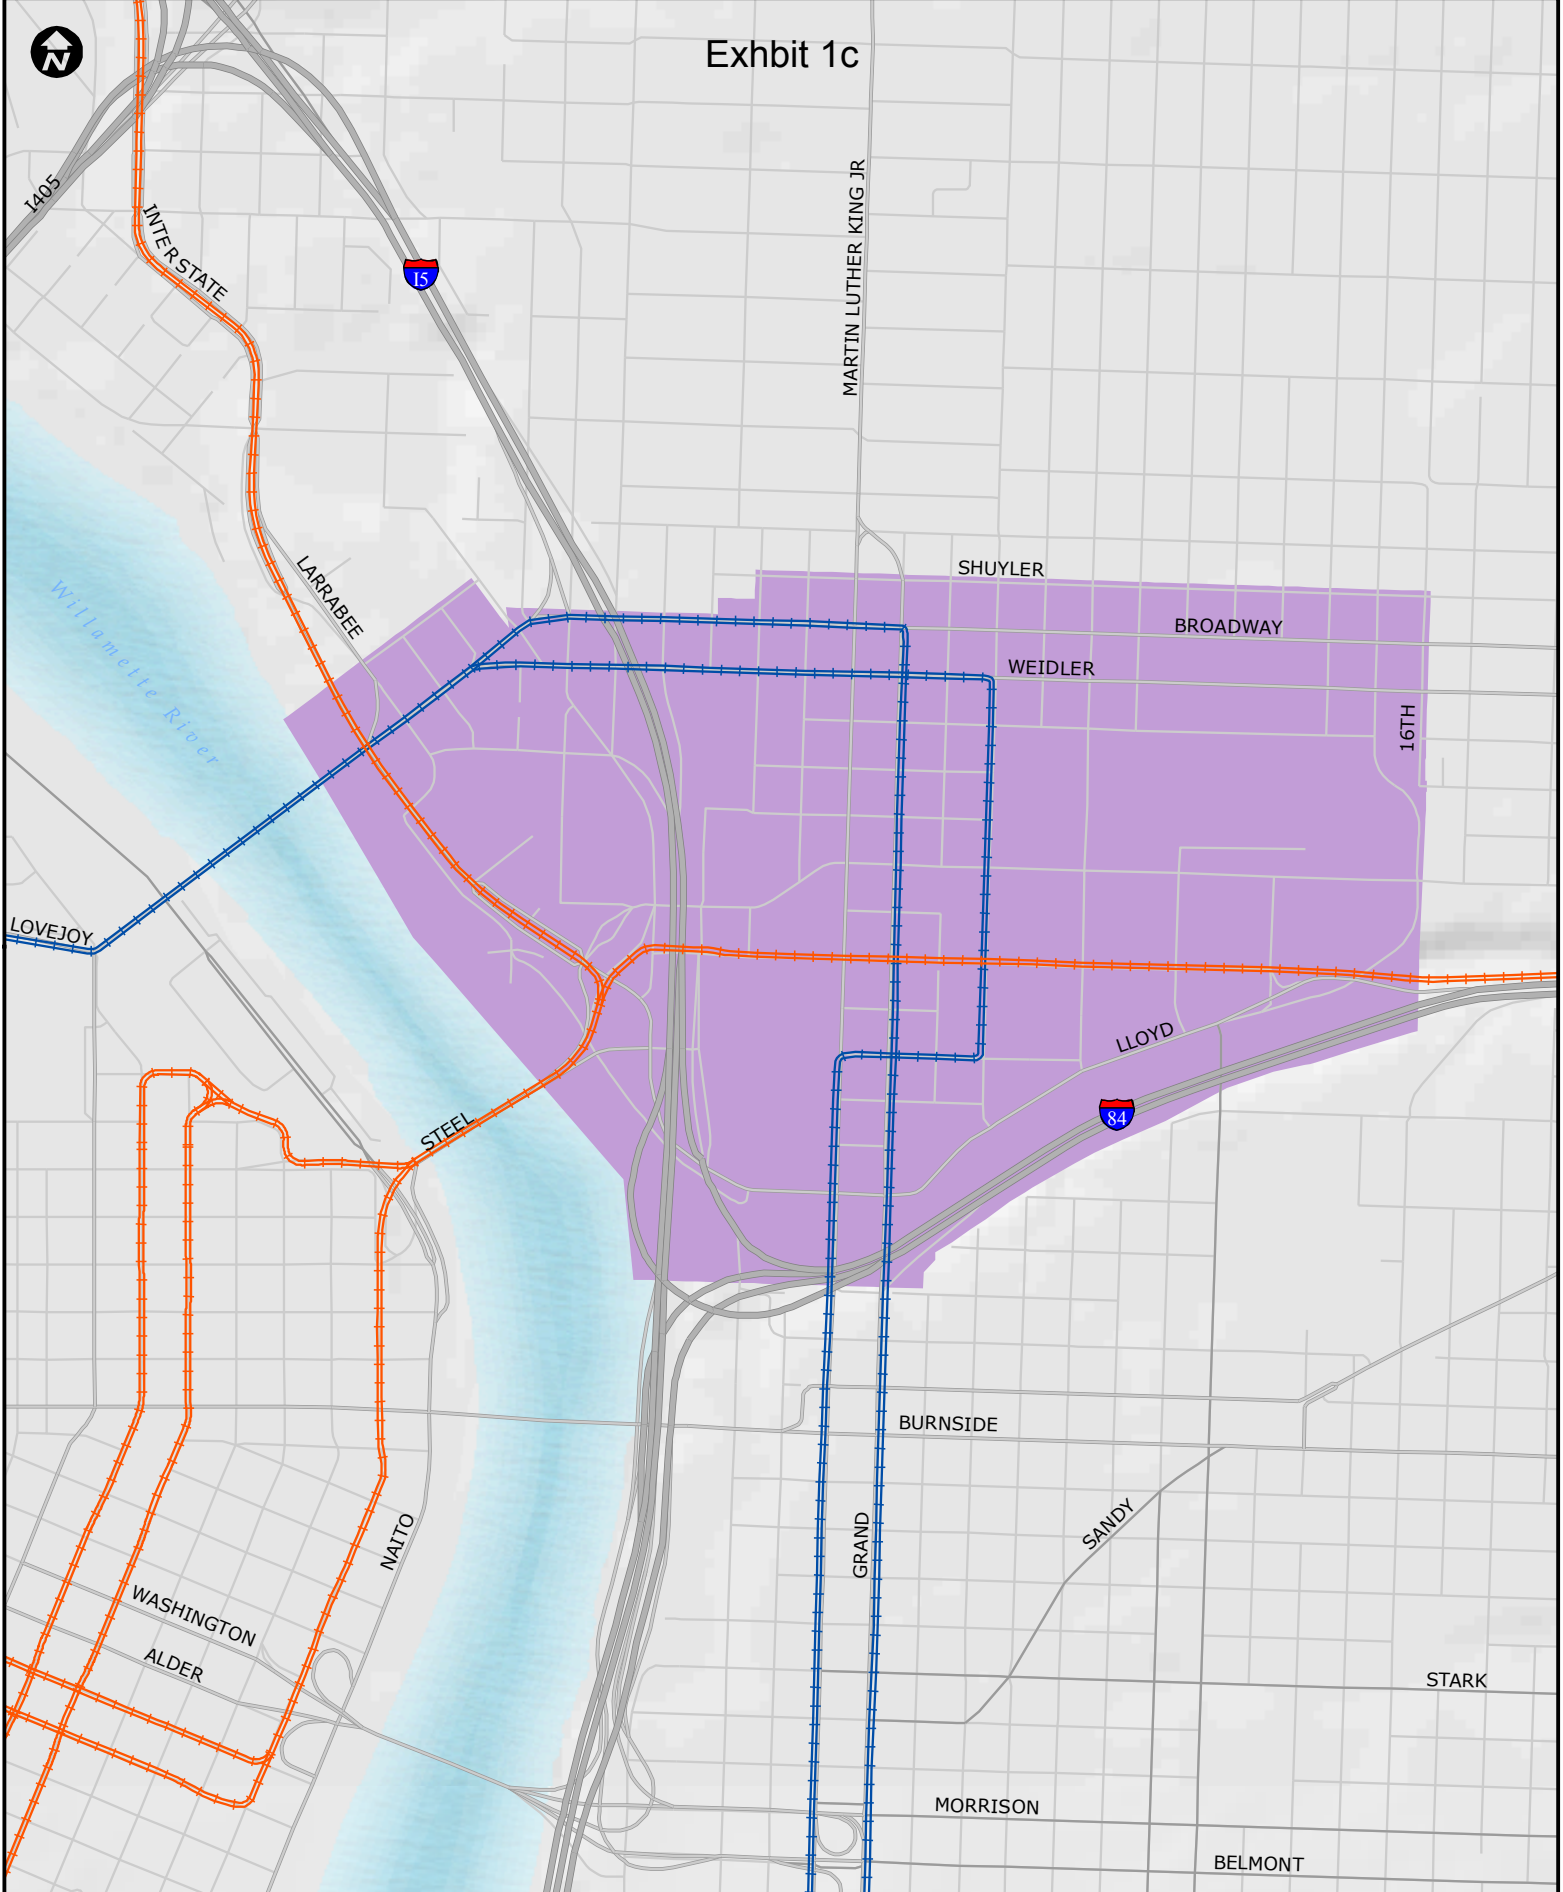 Exhbit 1c
N
I405
INTERSTATE
I5
MARTIN LUTHER KING JR
LARRABEE
SHUYLER
BROADWAY
WEIDLER
16TH
Willamette River
LOVEJOY
LLOYD
84
STEEL
BURNSIDE
GRAND
SANDY
NAITO
WASHINGTON
ALDER
STARK
MORRISON
BELMONT